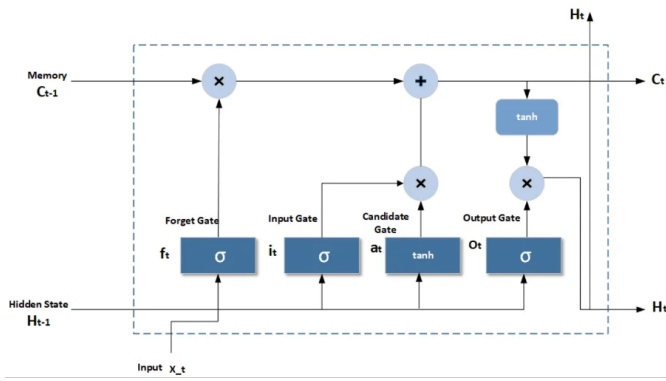 Ht
Memory
Ct-1
×
+
Ct
tanh
×
×
Forget Gate
Input Gate
Candidate
Gate
Output Gate
ft
σ
it
σ
at
tanh
Ot
σ
Hidden State
Ht-1
Ht
Input X_t